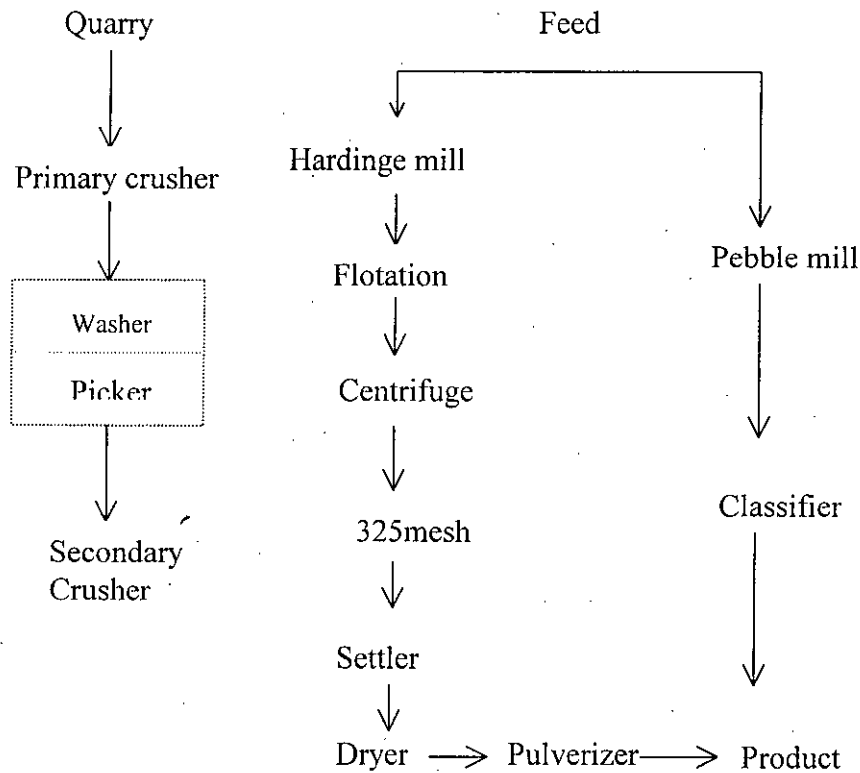 Quarry
Primary crusher
Washer
Picker
Secondary
Crusher
Feed
Hardinge mill
Flotation
Centrifuge
325mesh
Settler
Dryer
Pulverizer
Product
Pebble mill
Classifier